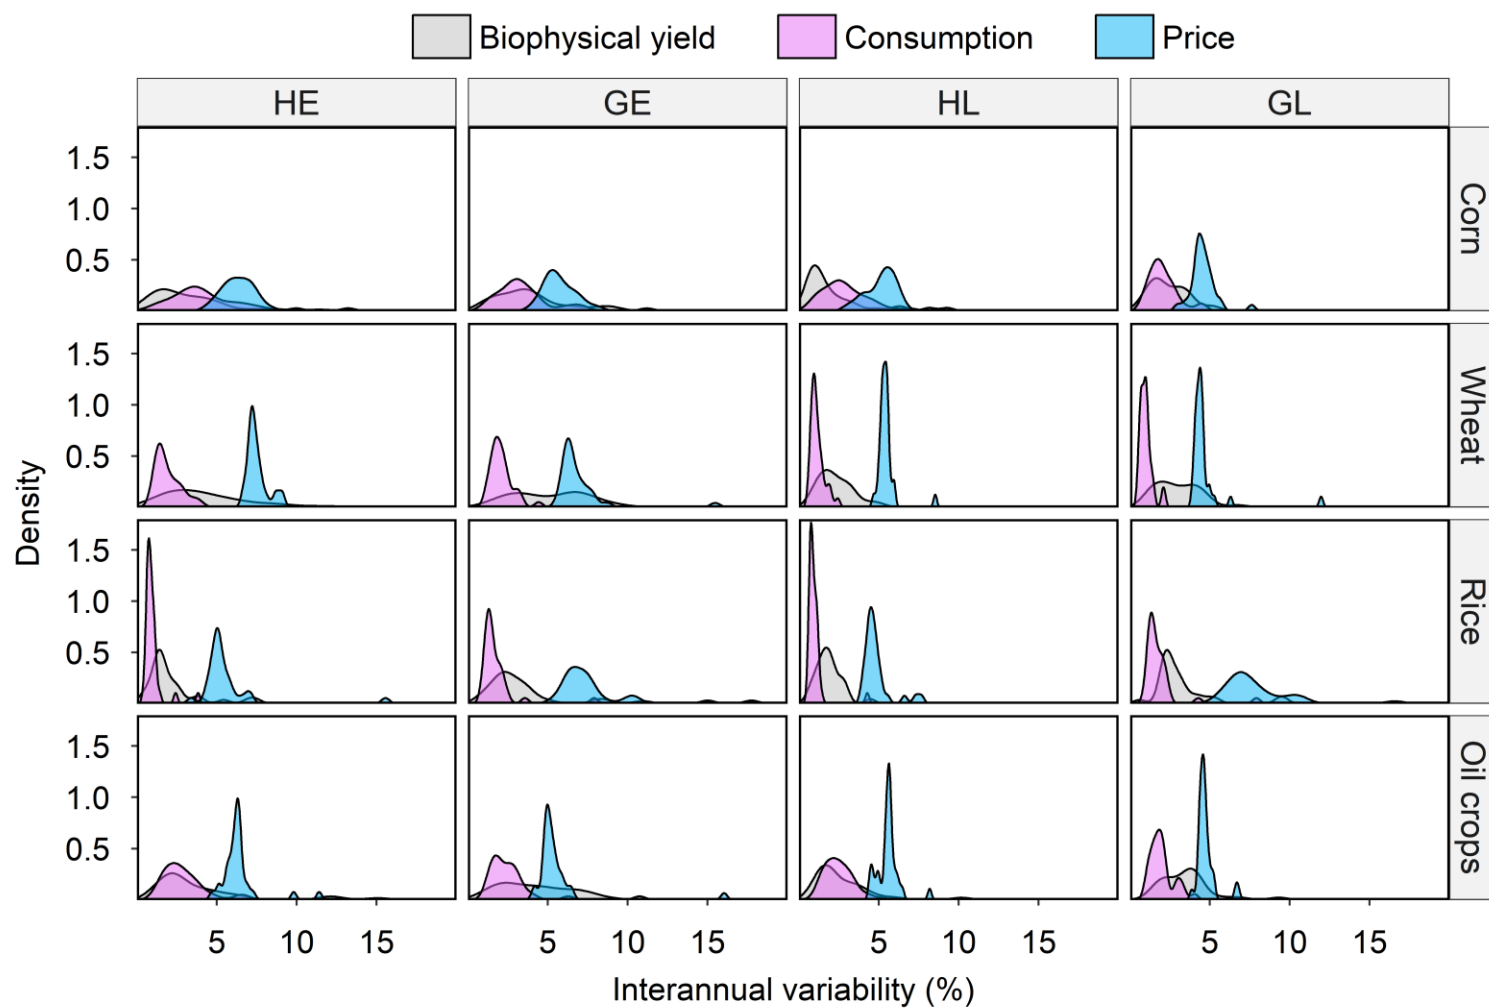 Biophysical yield Consumption Price
HE GE HL GL
1.5
1.0
0.5
Corn
1.5
1.0
0.5
Wheat
1.5
1.0
0.5
Rice
1.5
1.0
0.5
Oil crops
Density
5 10 15 5 10 15 5 10 15 5 10 15
Interannual variability (%)